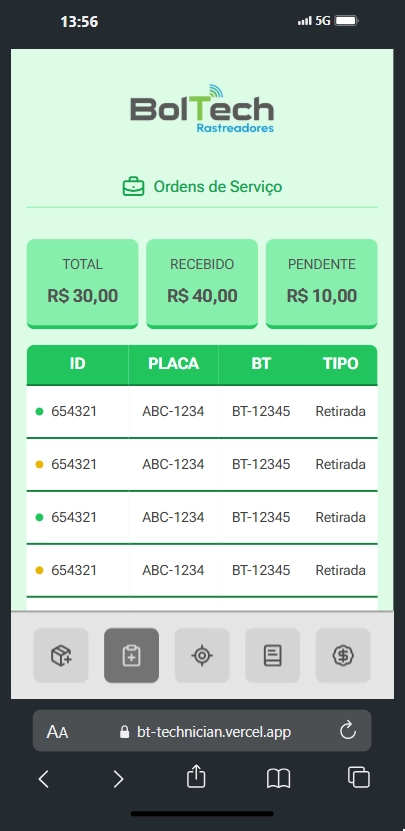 13:56 5G
BolTech
Rastreadores
Ordens de Serviço
TOTAL RECEBIDO PENDENTE
R$ 30,00 R$ 40,00 R$ 10,00
ID PLACA BT TIPO
654321 ABC-1234 BT-12345 Retirada
654321 ABC-1234 BT-12345 Retirada
654321 ABC-1234 BT-12345 Retirada
654321 ABC-1234 BT-12345 Retirada
AA bt-technician.vercel.app